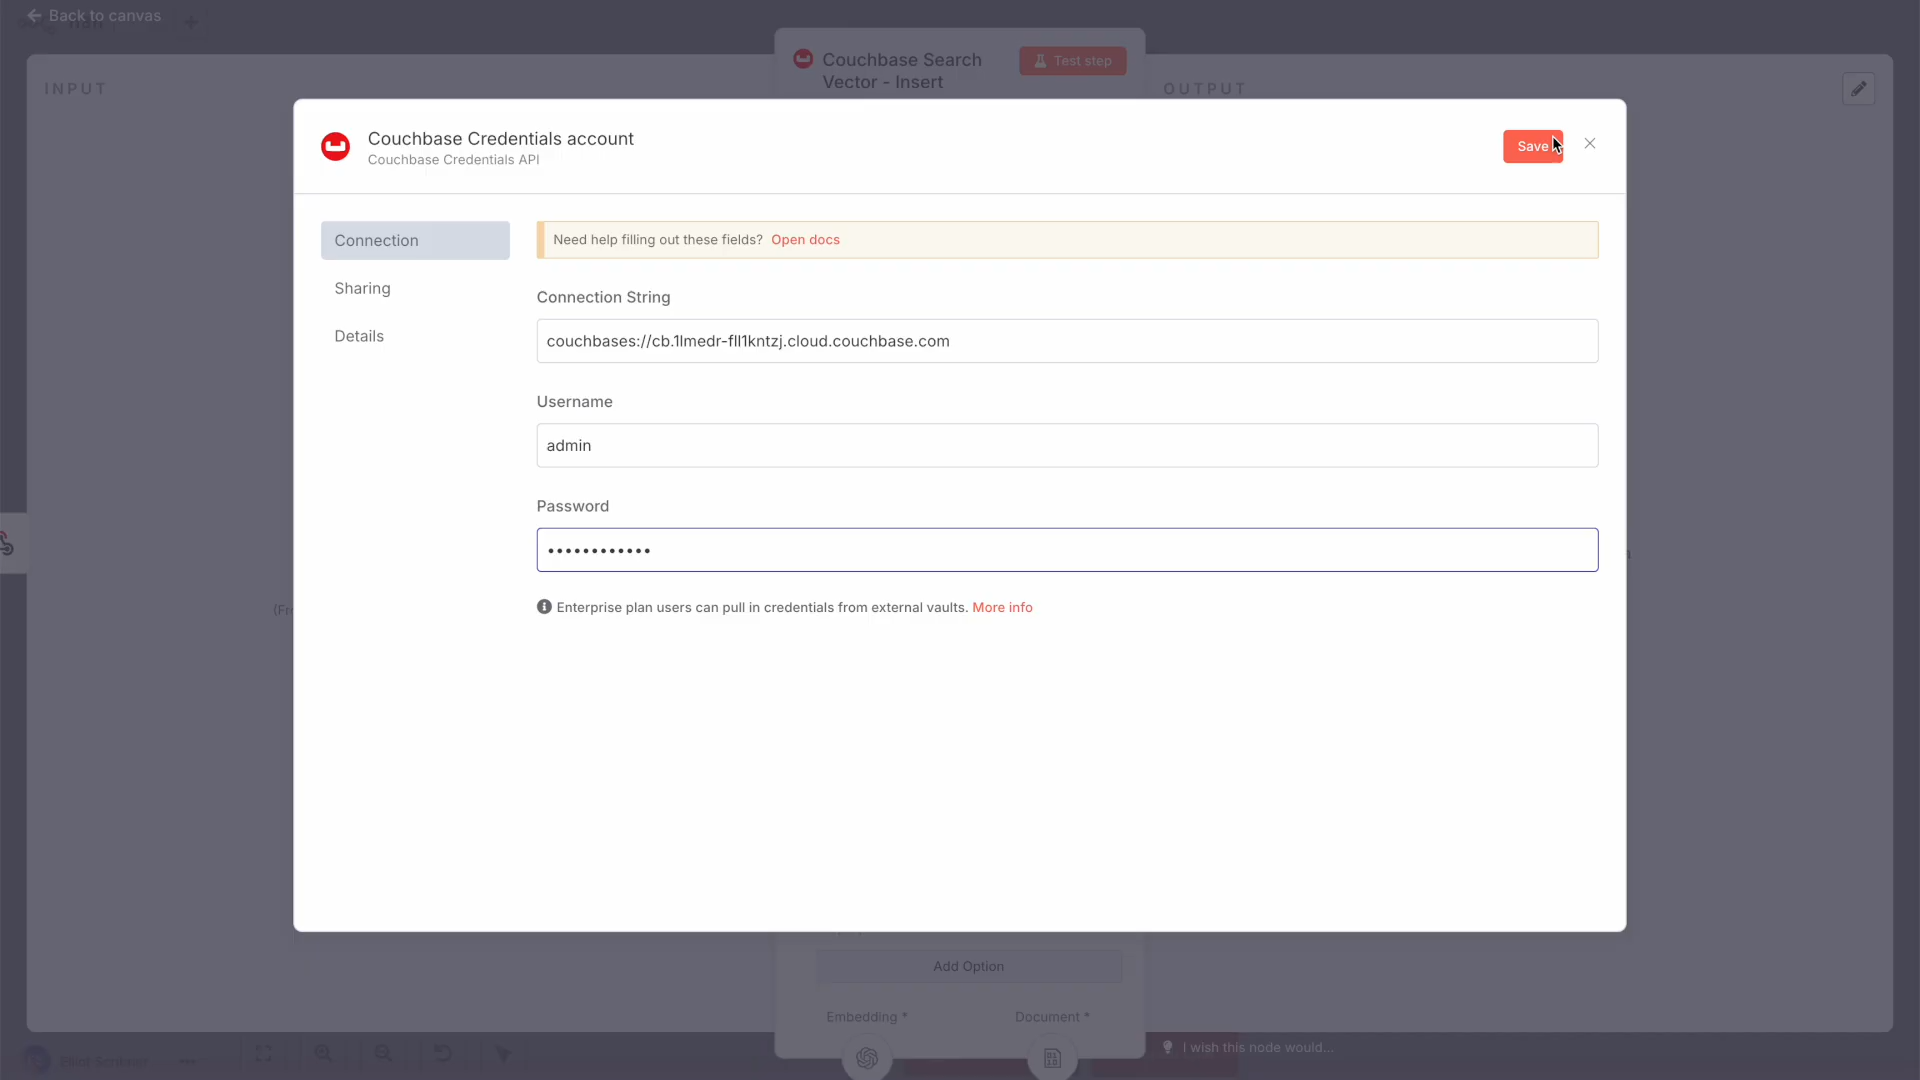 Back to canvas
INPUT
Couchbase Search
Vector - Insert
Test step
OUTPUT
Couchbase Credentials account
Couchbase Credentials API
Save
Connection
Sharing
Details
Need help filling out these fields? Open docs
Connection String
couchbases://cb.1lmedr-fll1kntzj.cloud.couchbase.com
Username
admin
Password
••••••••••••
Enterprise plan users can pull in credentials from external vaults. More info
(Fr
Add Option
Embedding *
Document *
I wish this node would...